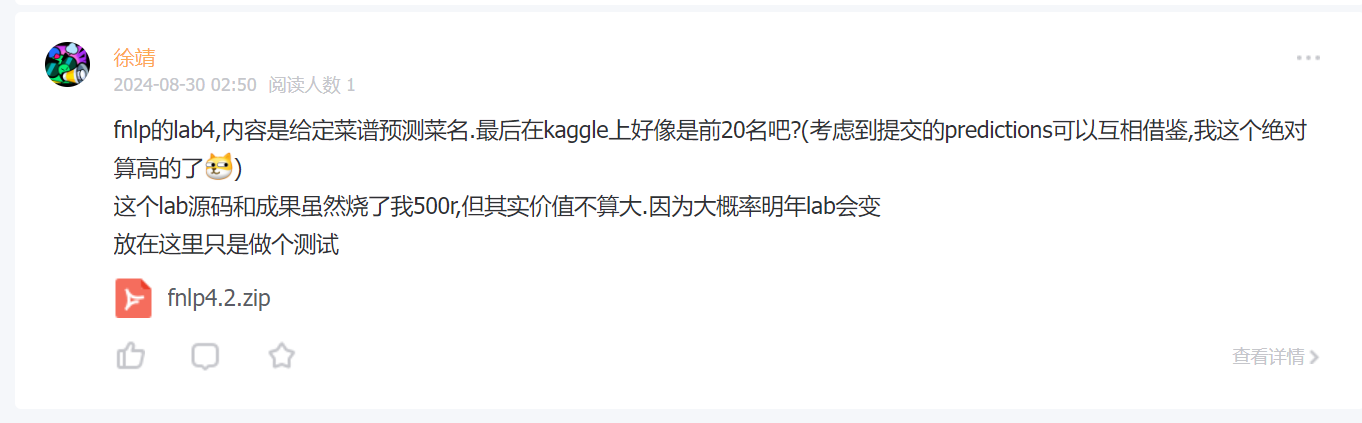 徐靖
2024-08-30 02:50 阅读人数 1
fnlp的lab4,内容是给定菜谱预测菜名.最后在kaggle上好像是前20名吧?(考虑到提交的predictions可以互相借鉴,我这个绝对
算高的了)
这个lab源码和成果虽然烧了我500r,但其实价值不算大.因为大概率明年lab会变
放在这里只是做个测试
fnlp4.2.zip
查看详情